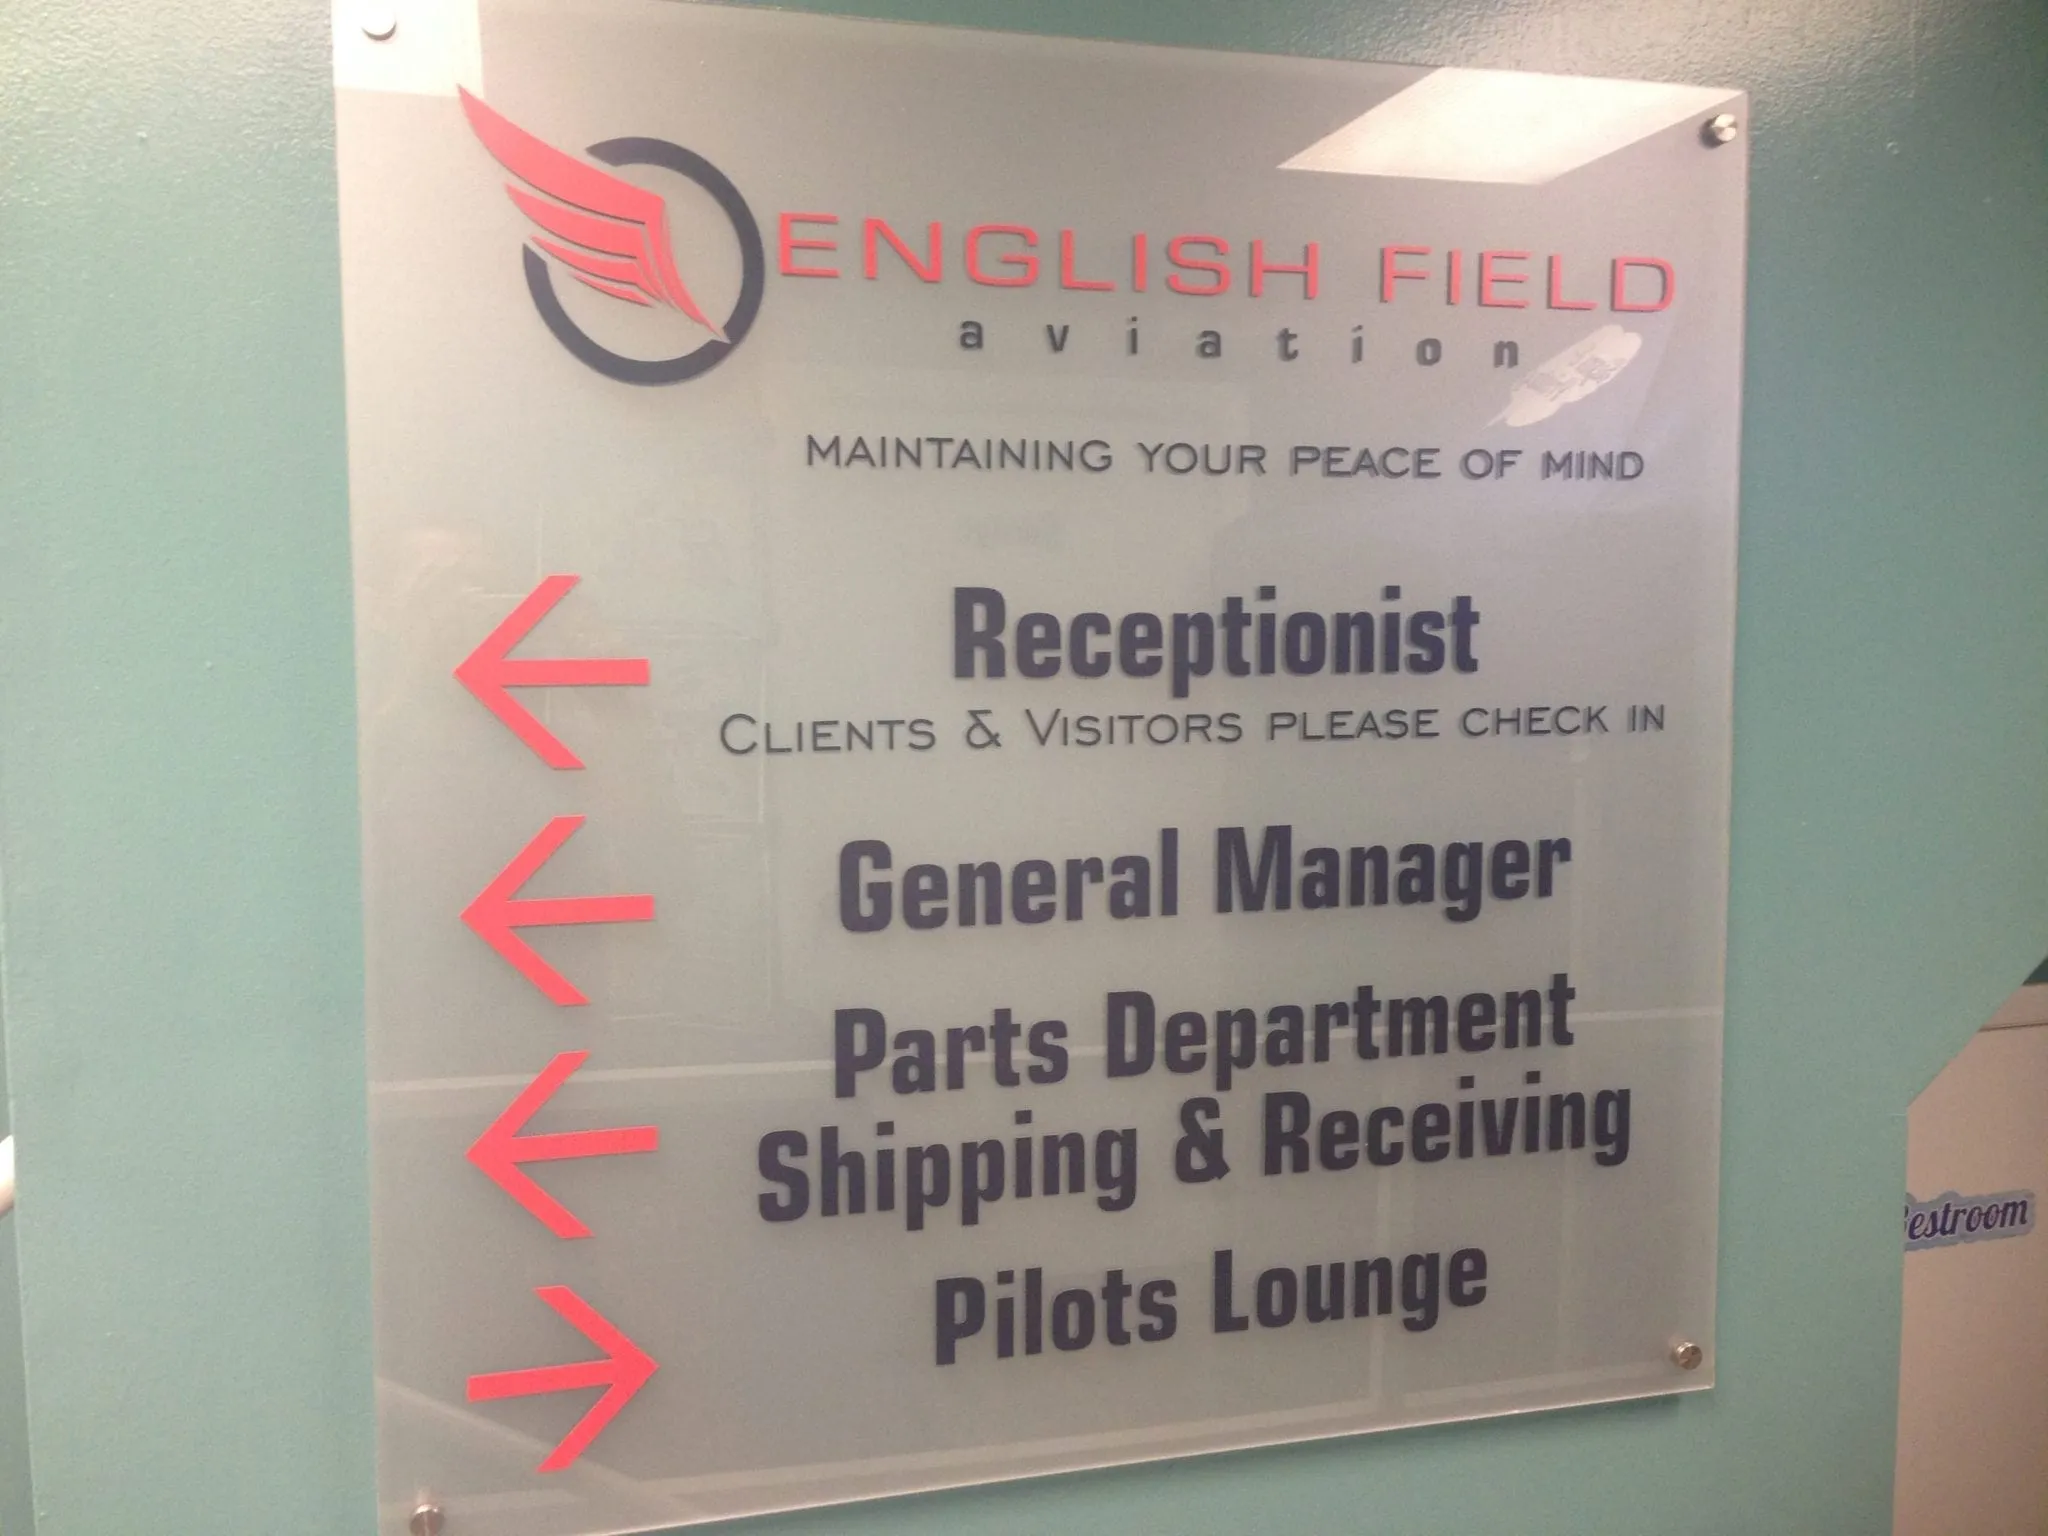 ENGLISH FIELD
aviation
MAINTAINING YOUR PEACE OF MIND
Receptionist
CLIENTS & VISITORS PLEASE CHECK IN
General Manager
Parts Department
Shipping & Receiving
Pilots Lounge
Restroom